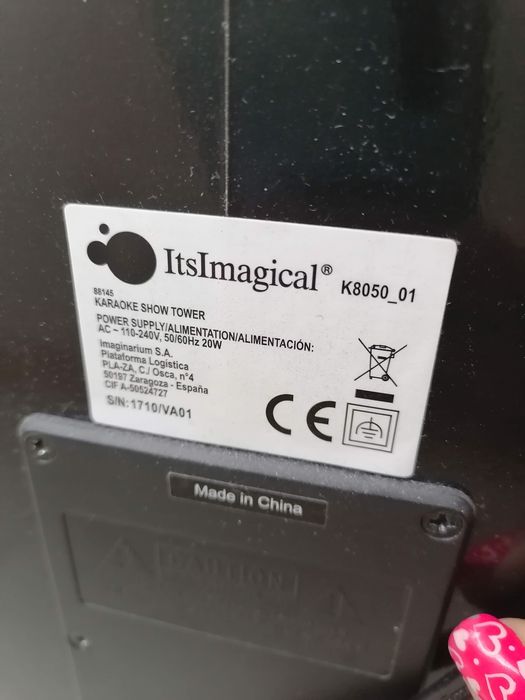 ItsImagical® K8050_01
88145
KARAOKE SHOW TOWER
POWER SUPPLY/ALIMENTATION/ALIMENTACIÓN:
AC ~ 110-240V, 50/60Hz 20W
Imaginarium S.A.
Plataforma Logística
PLA-ZA, C./ Osca, nº4
50197 Zaragoza - España
CIF A-50524727
S/N: 1710/VA01
CE
Made in China
CAUTION